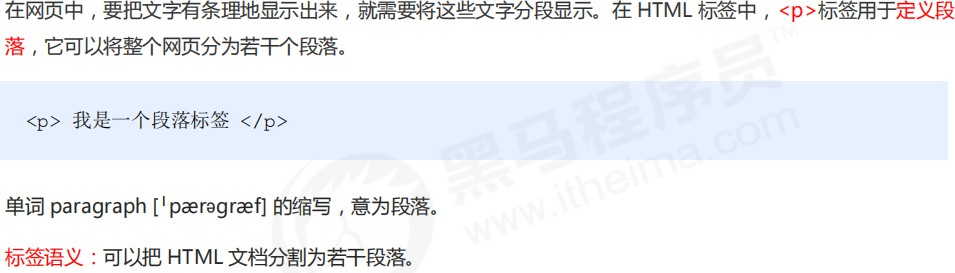 在网页中，要把文字有条理地显示出来，就需要将这些文字分段显示。在 HTML 标签中，<p>标签用于定义段
落，它可以将整个网页分为若干个段落。
<p> 我是一个段落标签 </p>
黑马程序员™
www.itheima.com
单词 paragraph [ˈpærəɡræf] 的缩写，意为段落。
标签语义：可以把 HTML 文档分割为若干段落。